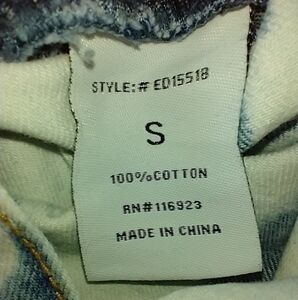 STYLE:# ED15518
S
100%COTTON
RN#116923
MADE IN CHINA